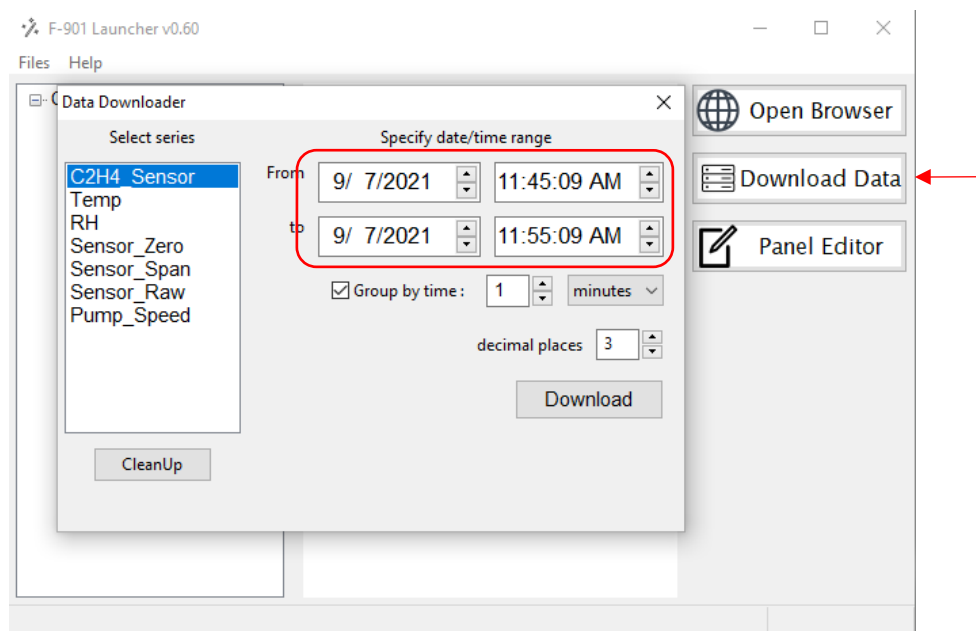 F-901 Launcher v0.60
Files Help
Data Downloader
Select series
Specify date/time range
C2H4_Sensor
Temp
RH
Sensor_Zero
Sensor_Span
Sensor_Raw
Pump_Speed
From 9/ 7/2021 11:45:09 AM
to 9/ 7/2021 11:55:09 AM
Group by time : 1 minutes
decimal places 3
Download
CleanUp
Open Browser
Download Data
Panel Editor